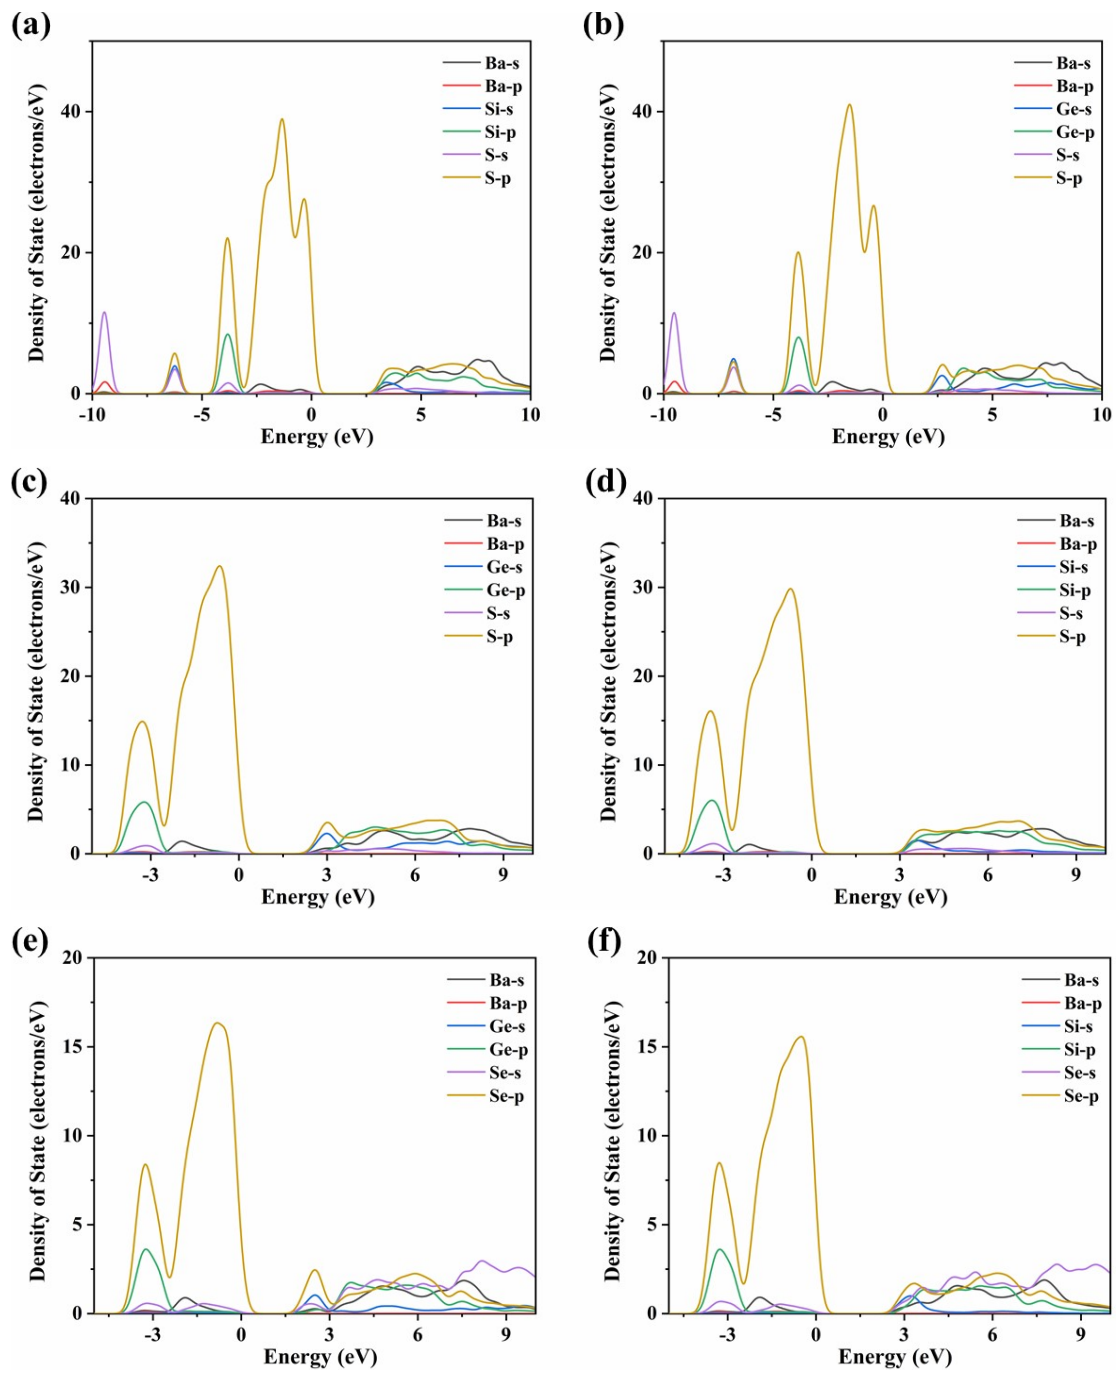 (a)
Density of State (electrons/eV)
40
20
0
-10
-5
0
5
10
Energy (eV)
Ba-s
Ba-p
Si-s
Si-p
S-s
S-p
(b)
Density of State (electrons/eV)
40
20
0
-10
-5
0
5
10
Energy (eV)
Ba-s
Ba-p
Ge-s
Ge-p
S-s
S-p
(c)
Density of State (electrons/eV)
40
30
20
10
0
-3
0
3
6
9
Energy (eV)
Ba-s
Ba-p
Ge-s
Ge-p
S-s
S-p
(d)
Density of State (electrons/eV)
40
30
20
10
0
-3
0
3
6
9
Energy (eV)
Ba-s
Ba-p
Si-s
Si-p
S-s
S-p
(e)
Density of State (electrons/eV)
20
15
10
5
0
-3
0
3
6
9
Energy (eV)
Ba-s
Ba-p
Ge-s
Ge-p
Se-s
Se-p
(f)
Density of State (electrons/eV)
20
15
10
5
0
-3
0
3
6
9
Energy (eV)
Ba-s
Ba-p
Si-s
Si-p
Se-s
Se-p